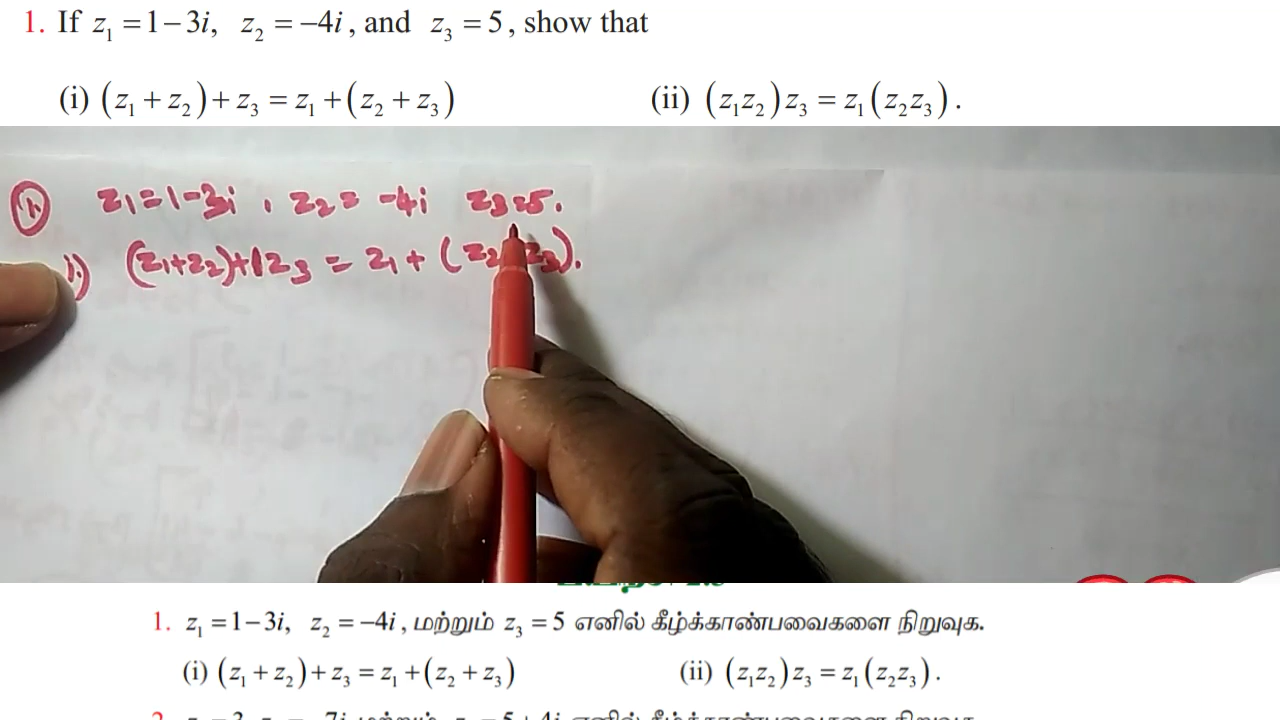 1. If z₁ = 1 − 3i, z₂ = −4i, and z₃ = 5, show that
(i) (z₁ + z₂) + z₃ = z₁ + (z₂ + z₃) (ii) (z₁z₂)z₃ = z₁(z₂z₃).
1. z₁ = 1 − 3i, z₂ = −4i z₃ = 5.
1) (z₁+z₂)+z₃ = z₁ + (z₂ z₃).
1. z₁ = 1 − 3i, z₂ = −4i, மற்றும் z₃ = 5 எனில் கீழ்க்காண்பவைகளை நிறுவுக.
(i) (z₁ + z₂) + z₃ = z₁ + (z₂ + z₃) (ii) (z₁z₂)z₃ = z₁(z₂z₃).